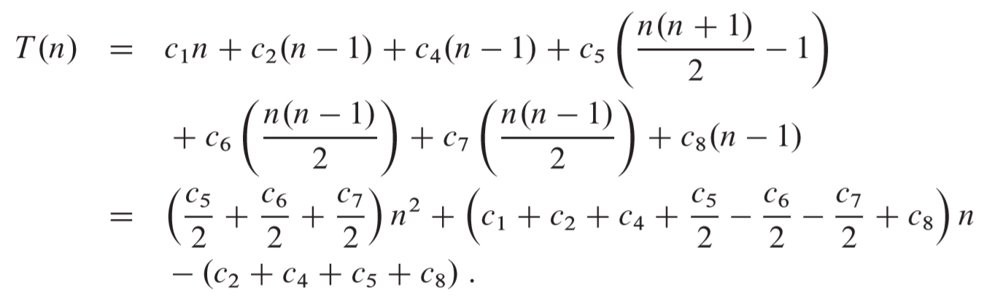 T(n) = c₁n + c₂(n − 1) + c₄(n − 1) + c₅ (n(n + 1)/2 − 1)
+ c₆ (n(n − 1)/2) + c₇ (n(n − 1)/2) + c₈(n − 1)
= (c₅/2 + c₆/2 + c₇/2) n² + (c₁ + c₂ + c₄ + c₅/2 − c₆/2 − c₇/2 + c₈) n
− (c₂ + c₄ + c₅ + c₈) .